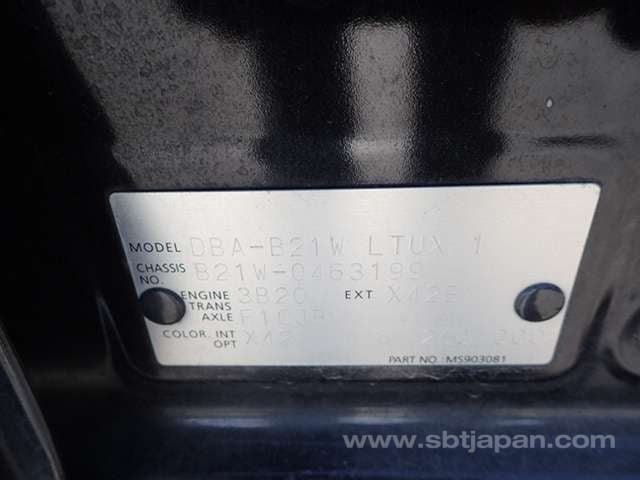 MODEL DBA-B21W LTUX 1
CHASSIS NO. B21W-0463199
ENGINE 3B20 EXT X42
TRANS AXLE
COLOR. INT
OPT
PART NO. MS903081
www.sbtjapan.com